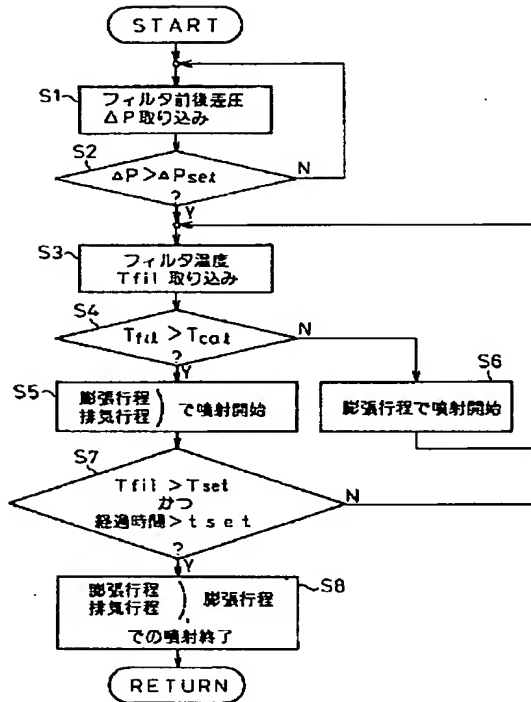 START
S1
フィルタ前後差圧
△P取り込み
S2
△P>△Pset
?
N
Y
S3
フィルタ温度
Tfil 取り込み
S4
Tfil>Tcat
?
N
Y
S5
膨張行程
排気行程
で噴射開始
S6
膨張行程で噴射開始
S7
Tfil>Tset
かつ
経過時間>tset
?
N
Y
S8
膨張行程
排気行程
膨張行程
での噴射終了
RETURN